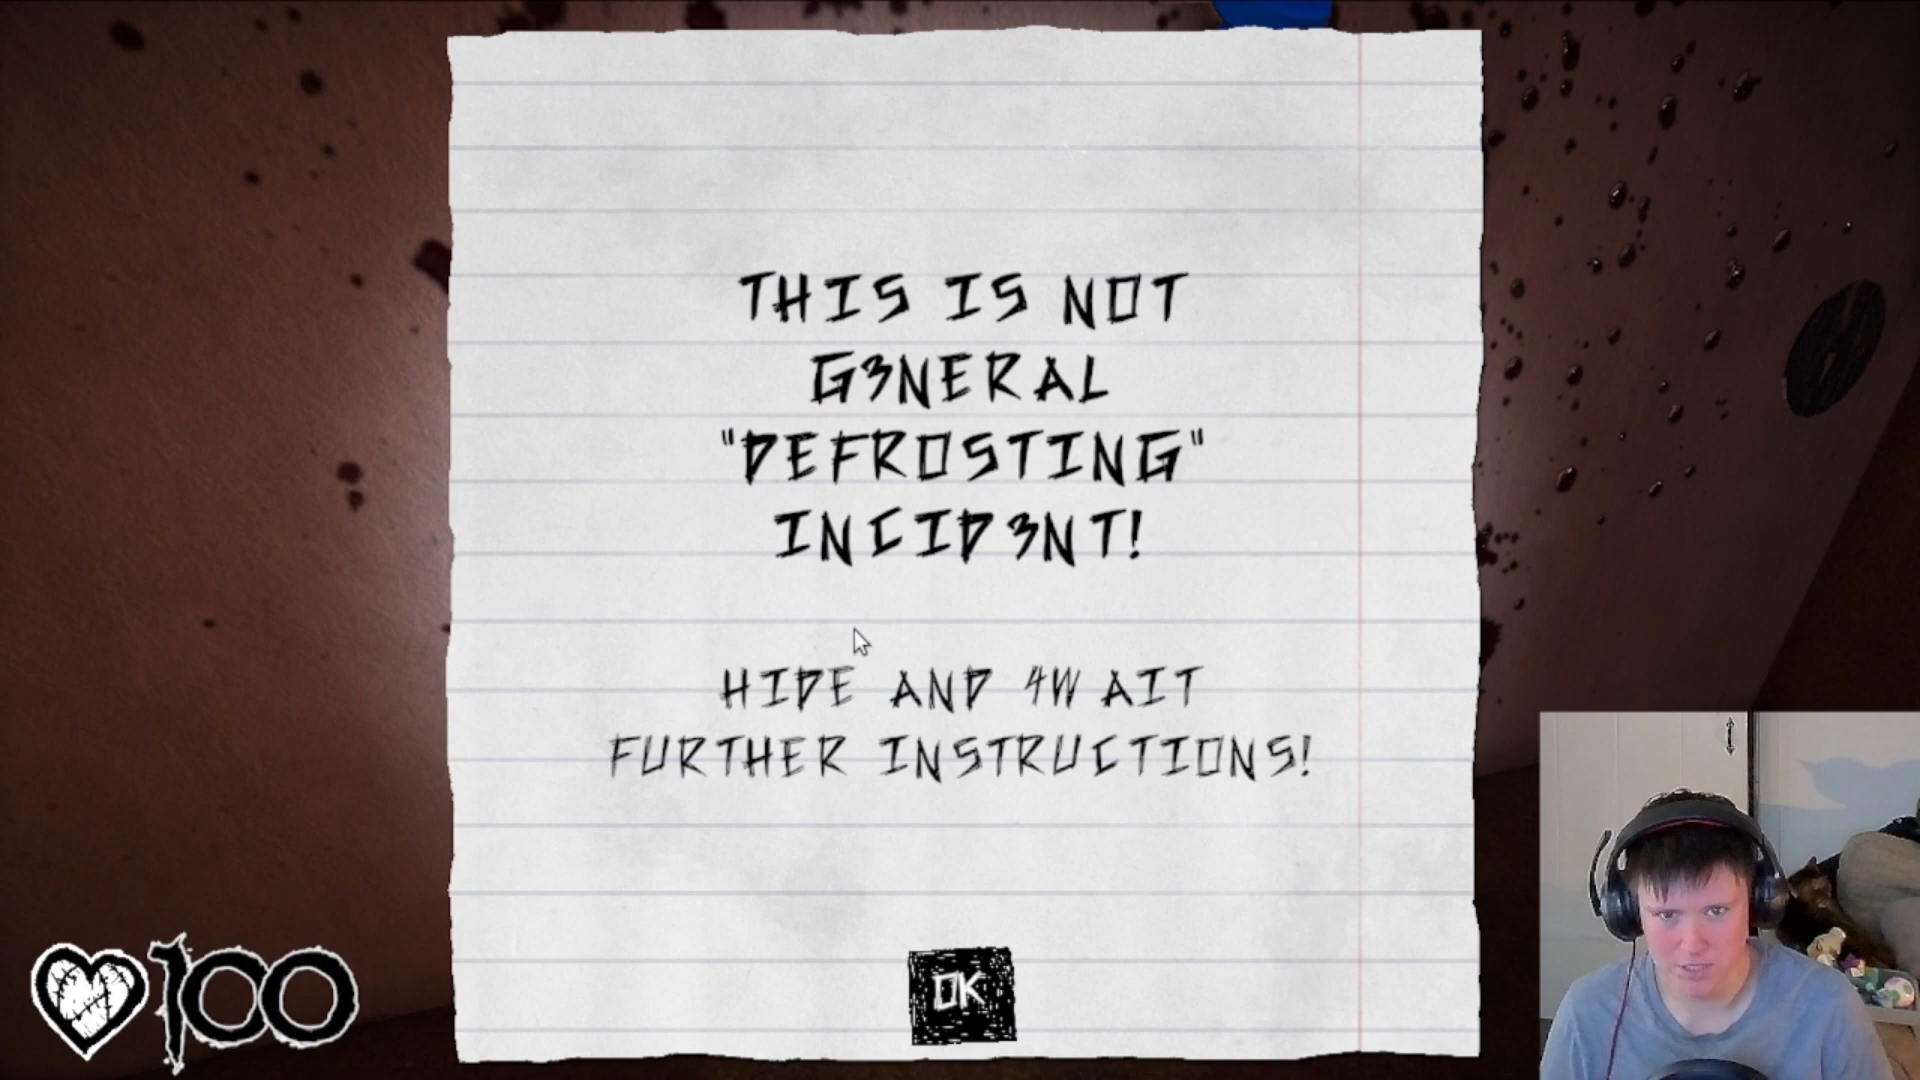 THIS IS NOT
G3NERAL
"DEFROSTING"
INCID3NT!
HIDE AND 4WAIT
FURTHER INSTRUCTIONS!
OK
100